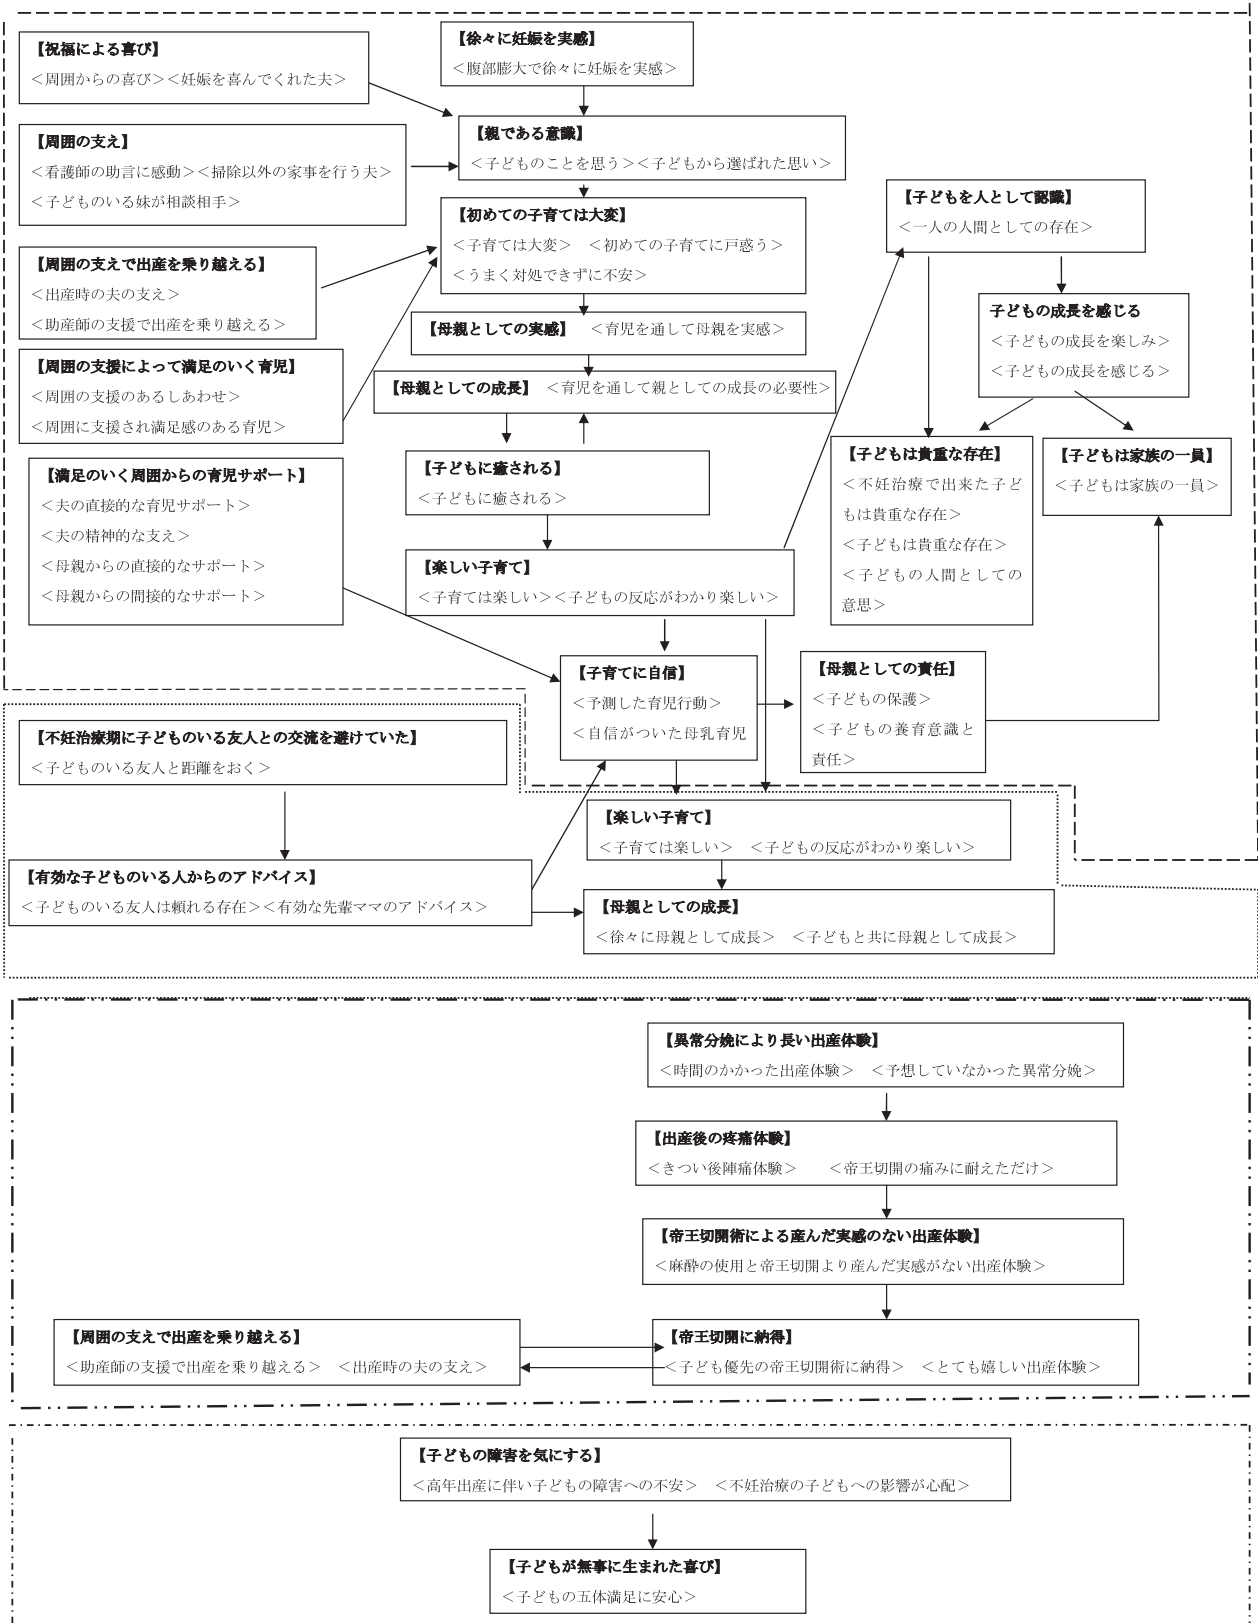 【祝福による喜び】
＜周囲からの喜び＞＜妊娠を喜んでくれた夫＞
【徐々に妊娠を実感】
＜腹部膨大で徐々に妊娠を実感＞
【周囲の支え】
＜看護師の助言に感動＞＜掃除以外の家事を行う夫＞
＜子どものいる妹が相談相手＞
【親である意識】
＜子どものことを思う＞＜子どもから選ばれた思い＞
【初めての子育ては大変】
＜子育ては大変＞　＜初めての子育てに戸惑う＞
＜うまく対処できずに不安＞
【子どもを人として認識】
＜一人の人間としての存在＞
【周囲の支えで出産を乗り越える】
＜出産時の夫の支え＞
＜助産師の支援で出産を乗り越える＞
【母親としての実感】　＜育児を通して母親を実感＞
子どもの成長を感じる
＜子どもの成長を楽しみ＞
＜子どもの成長を感じる＞
【周囲の支援によって満足のいく育児】
＜周囲の支援のあるしあわせ＞
＜周囲に支援され満足感のある育児＞
【母親としての成長】　＜育児を通して親としての成長の必要性＞
【満足のいく周囲からの育児サポート】
＜夫の直接的な育児サポート＞
＜夫の精神的な支え＞
＜母親からの直接的なサポート＞
＜母親からの間接的なサポート＞
【子どもに癒される】
＜子どもに癒される＞
【子どもは貴重な存在】
＜不妊治療で出来た子ど
もは貴重な存在＞
＜子どもは貴重な存在＞
＜子どもの人間としての
意思＞
【子どもは家族の一員】
＜子どもは家族の一員＞
【楽しい子育て】
＜子育ては楽しい＞＜子どもの反応がわかり楽しい＞
【子育てに自信】
＜予測した育児行動＞
＜自信がついた母乳育児
【母親としての責任】
＜子どもの保護＞
＜子どもの養育意識と
責任＞
【不妊治療期に子どものいる友人との交流を避けていた】
＜子どものいる友人と距離をおく＞
【楽しい子育て】
＜子育ては楽しい＞　＜子どもの反応がわかり楽しい＞
【有効な子どものいる人からのアドバイス】
＜子どものいる友人は頼れる存在＞＜有効な先輩ママのアドバイス＞
【母親としての成長】
＜徐々に母親として成長＞　＜子どもと共に母親として成長＞
【異常分娩により長い出産体験】
＜時間のかかった出産体験＞　＜予想していなかった異常分娩＞
【出産後の疼痛体験】
＜きつい後陣痛体験＞　　＜帝王切開の痛みに耐えただけ＞
【帝王切開術による産んだ実感のない出産体験】
＜麻酔の使用と帝王切開より産んだ実感がない出産体験＞
【周囲の支えで出産を乗り越える】
＜助産師の支援で出産を乗り越える＞　＜出産時の夫の支え＞
【帝王切開に納得】
＜子ども優先の帝王切開術に納得＞　＜とても嬉しい出産体験＞
【子どもの障害を気にする】
＜高年出産に伴い子どもの障害への不安＞　＜不妊治療の子どもへの影響が心配＞
【子どもが無事に生まれた喜び】
＜子どもの五体満足に安心＞